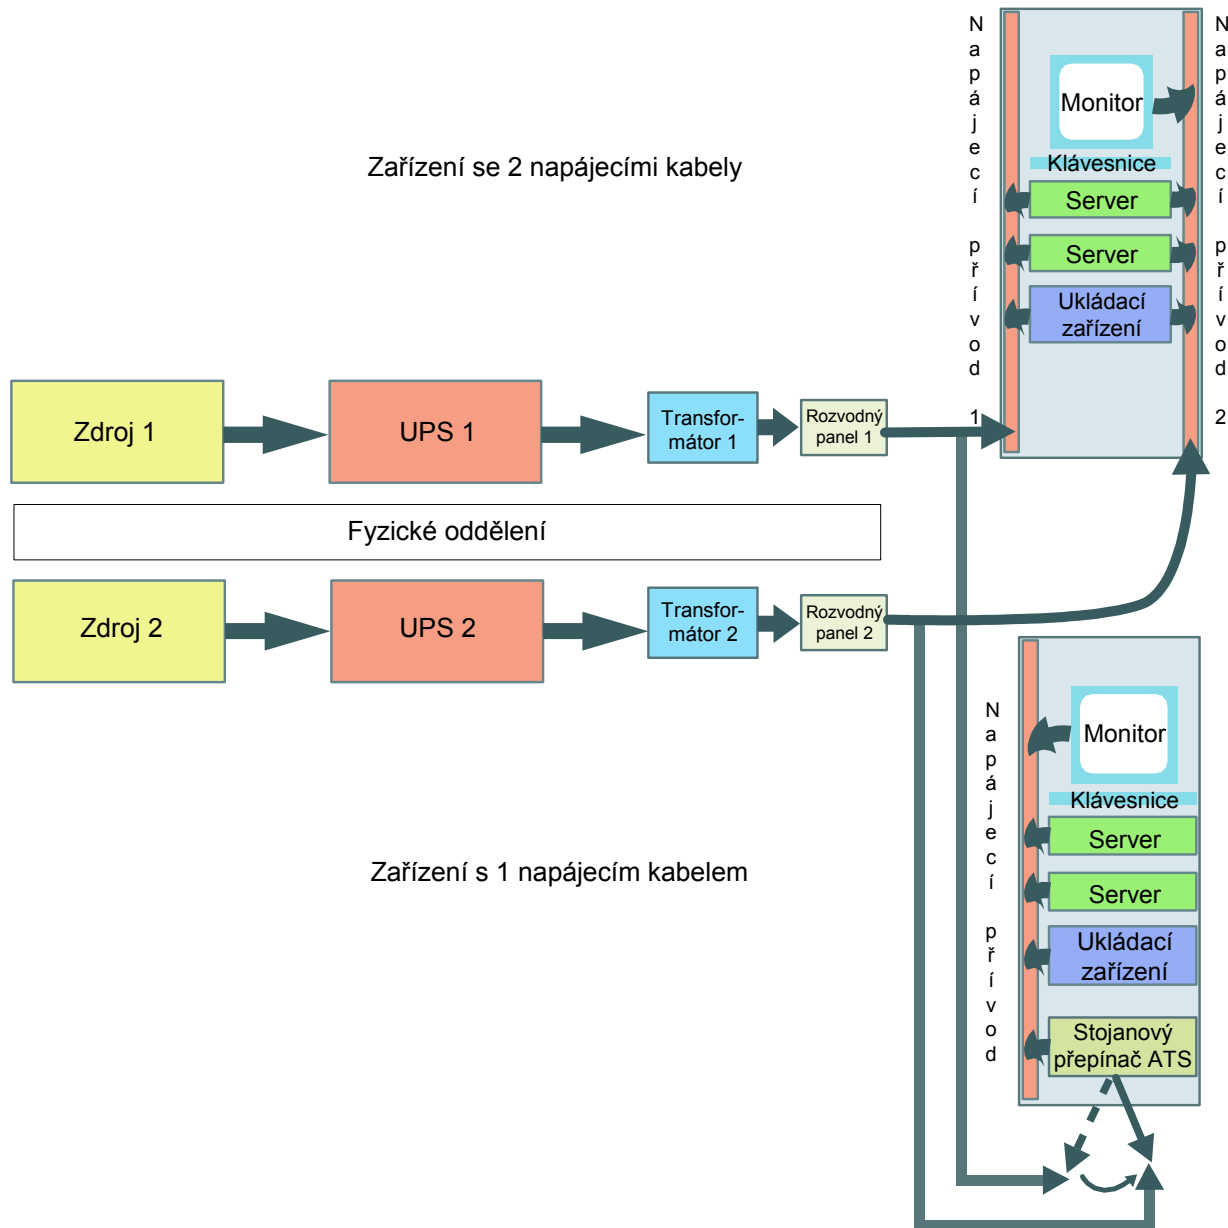 Zařízení se 2 napájecími kabely
Napájecí přívod 1
Monitor
Klávesnice
Server
Server
Ukládací
zařízení
Napájecí přívod 2
Zdroj 1
UPS 1
Transfor-
mátor 1
Rozvodný
panel 1
Fyzické oddělení
Zdroj 2
UPS 2
Transfor-
mátor 2
Rozvodný
panel 2
Zařízení s 1 napájecím kabelem
Napájecí přívod
Monitor
Klávesnice
Server
Server
Ukládací
zařízení
Stojanový
přepínač ATS